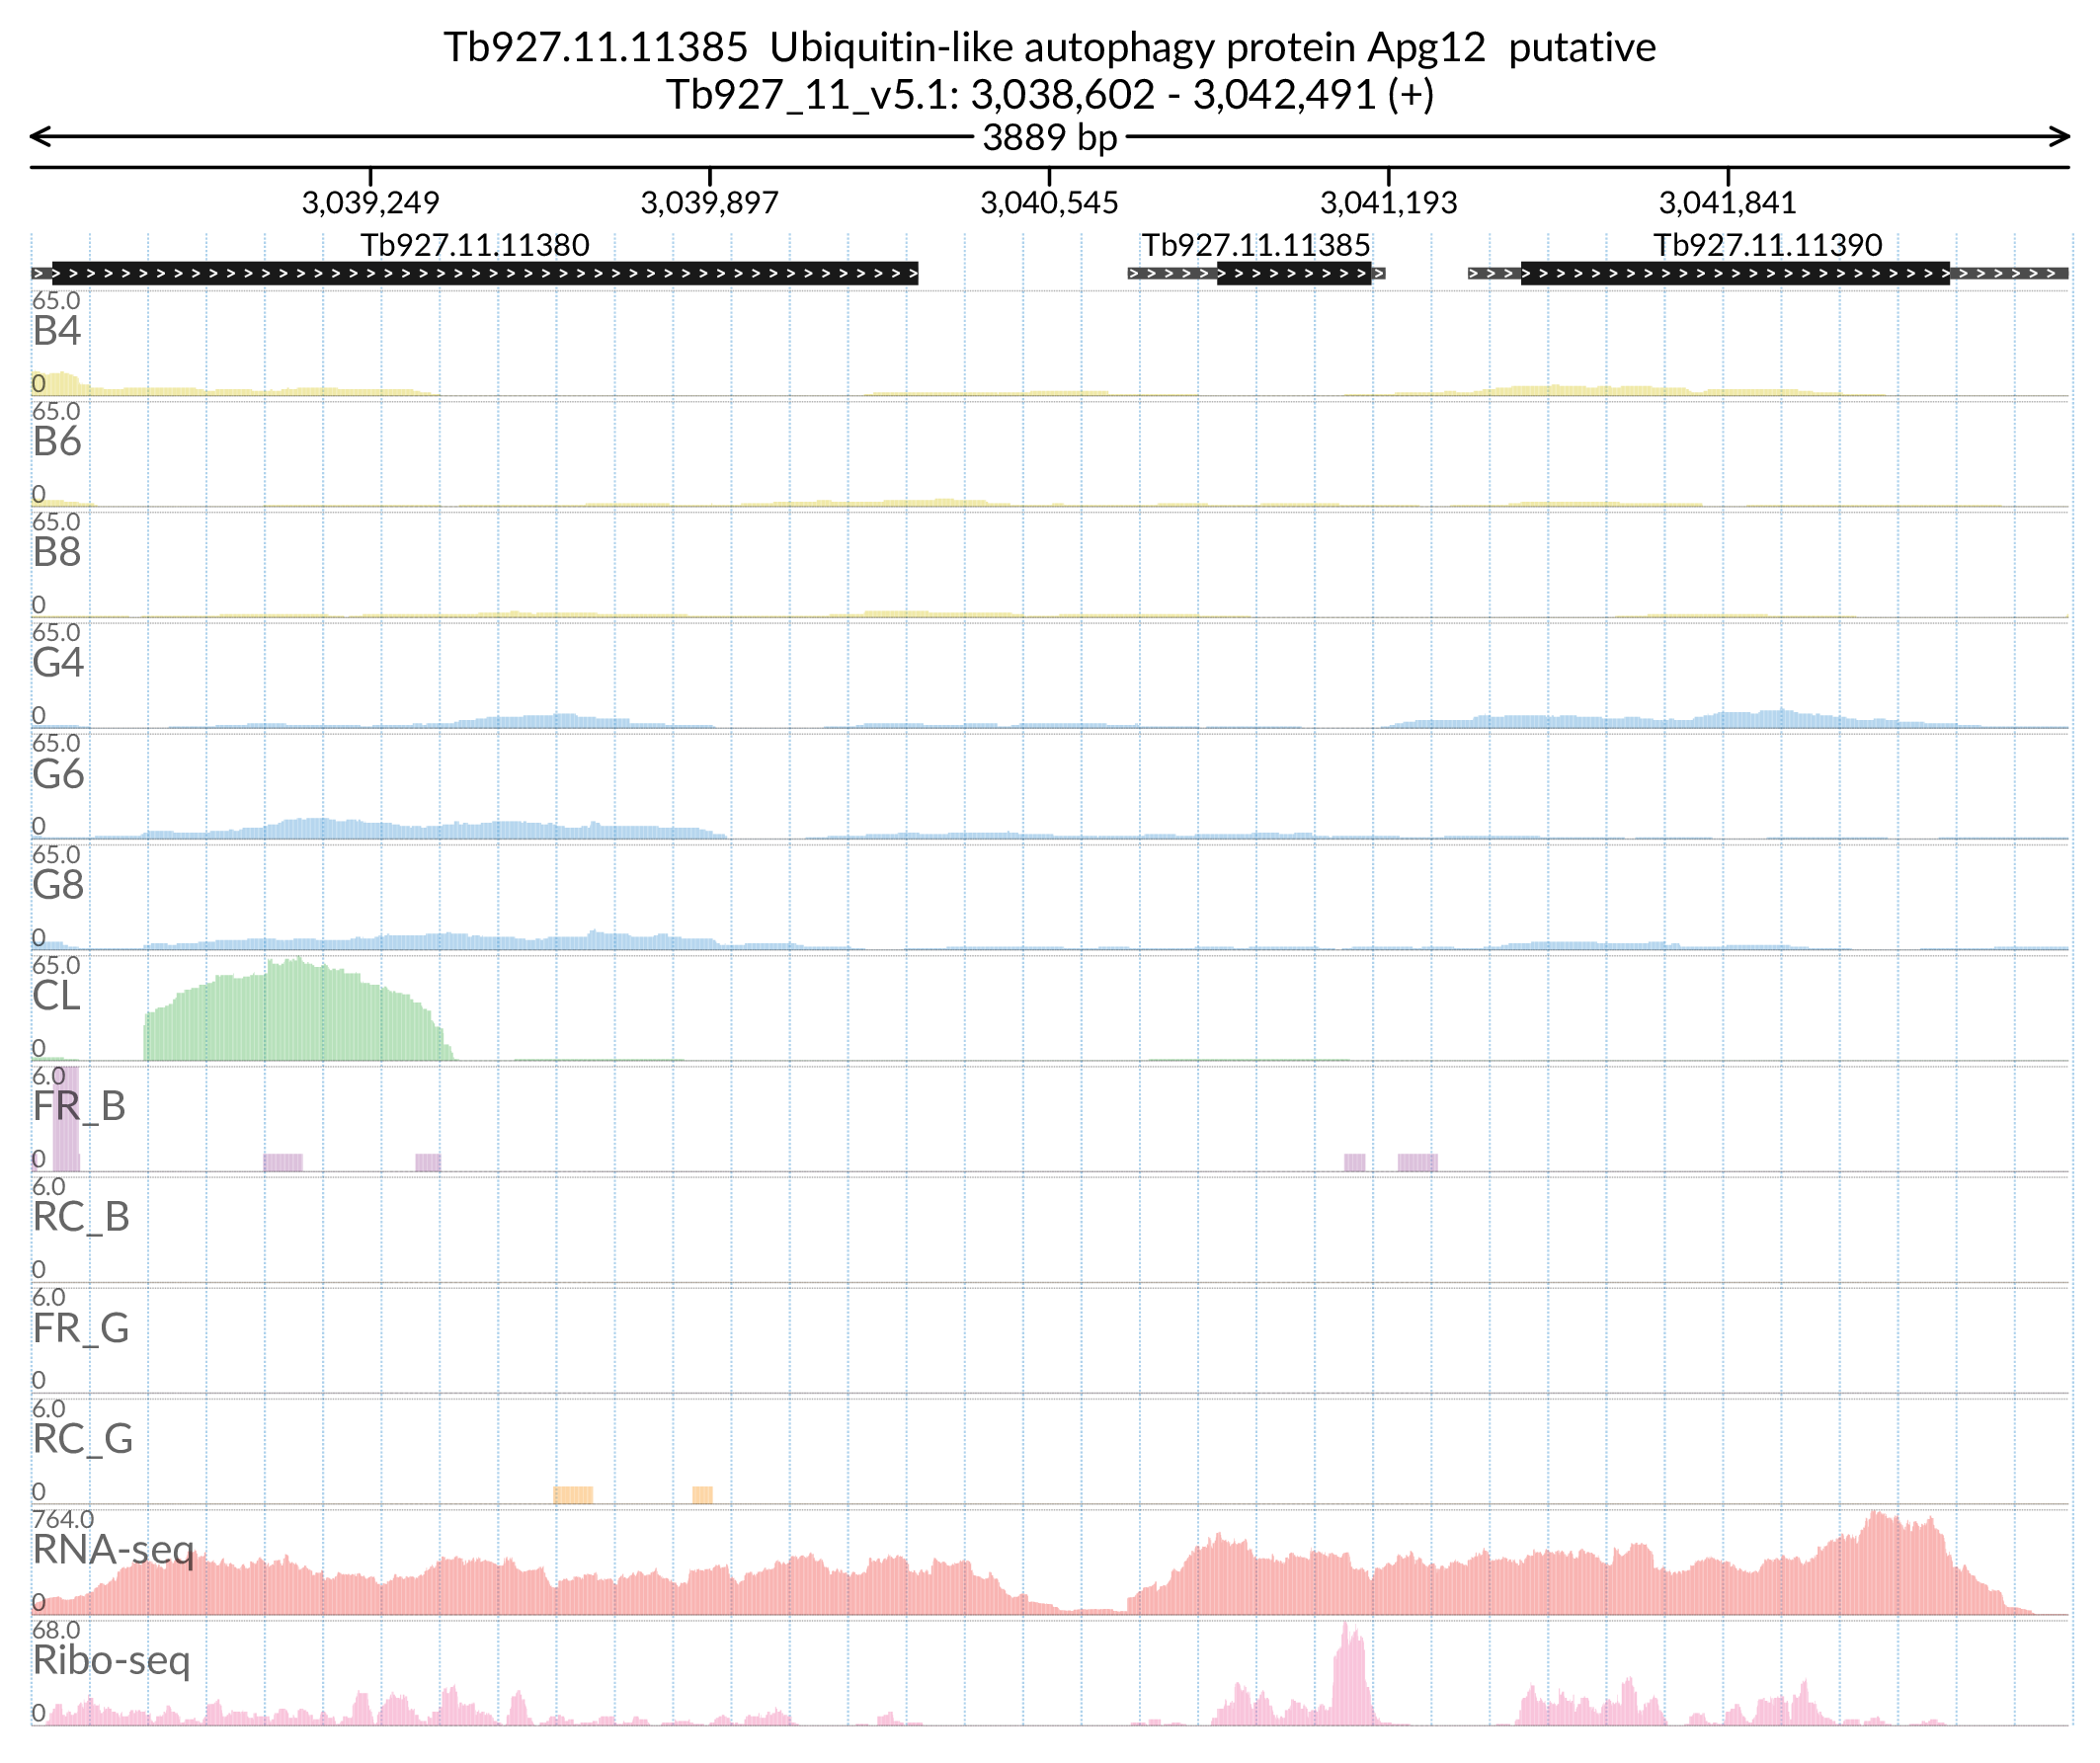 Tb927.11.11385  Ubiquitin-like autophagy protein Apg12  putative
Tb927_11_v5.1: 3,038,602 - 3,042,491 (+)
3889 bp
3,039,249 3,039,897 3,040,545 3,041,193 3,041,841
Tb927.11.11380 Tb927.11.11385 Tb927.11.11390
65.0
B4
0
65.0
B6
0
65.0
B8
0
65.0
G4
0
65.0
G6
0
65.0
G8
0
65.0
CL
0
6.0
FR_B
0
6.0
RC_B
0
6.0
FR_G
0
6.0
RC_G
0
764.0
RNA-seq
0
68.0
Ribo-seq
0